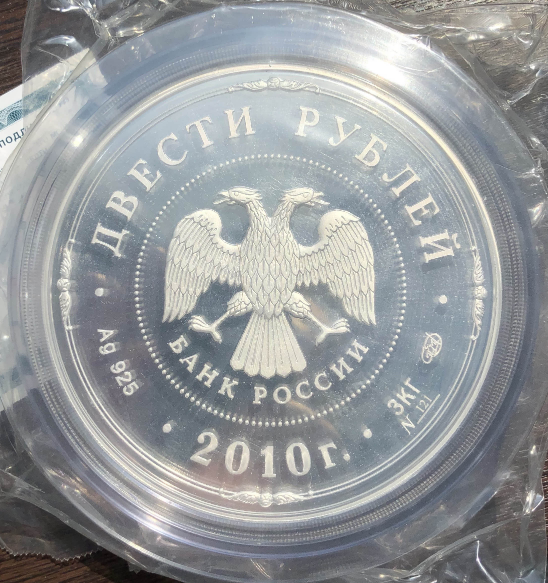 ДВЕСТИ РУБЛЕЙ
БАНК РОССИИ
Ag 925
3КГ
N 121
2010г.